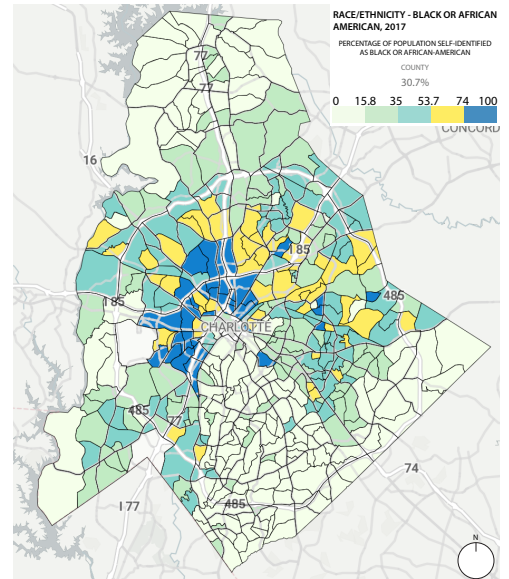 RACE/ETHNICITY - BLACK OR AFRICAN
AMERICAN, 2017
PERCENTAGE OF POPULATION SELF-IDENTIFIED
AS BLACK OR AFRICAN-AMERICAN
COUNTY
30.7%
0 15.8 35 53.7 74 100
CONCORD
77
77
16
I 85
485
I 85
CHARLOTTE
485
77
74
I 77
485
N